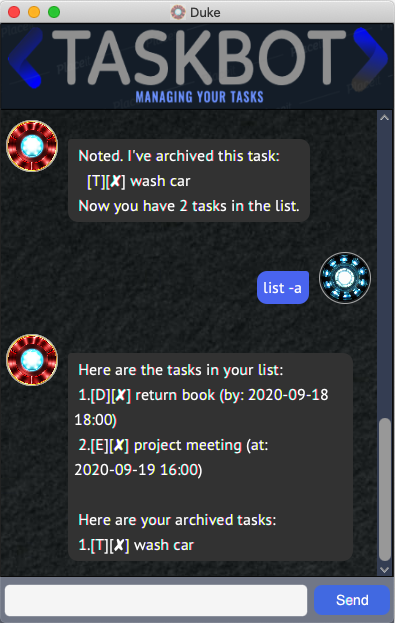 Duke
TASKBOT
MANAGING YOUR TASKS
Noted. I've archived this task:
[T][✘] wash car
Now you have 2 tasks in the list.
list -a
Here are the tasks in your list:
1.[D][✘] return book (by: 2020-09-18
18:00)
2.[E][✘] project meeting (at:
2020-09-19 16:00)
Here are your archived tasks:
1.[T][✘] wash car
Send